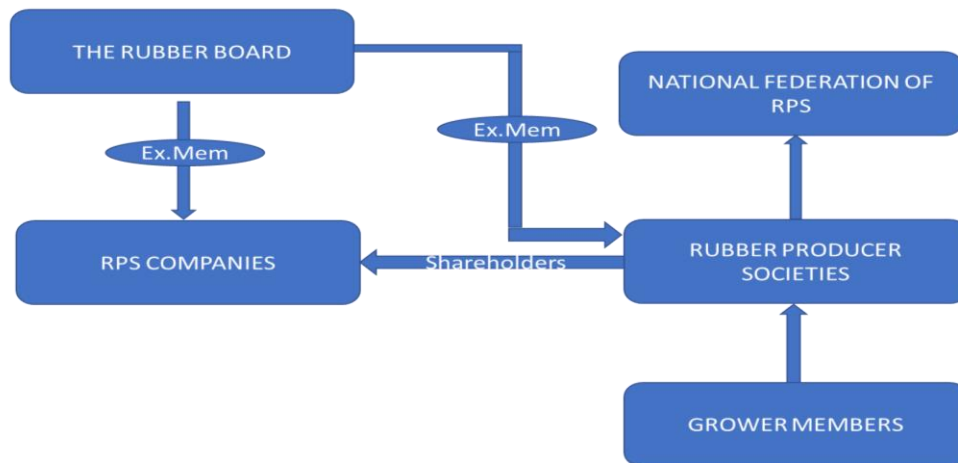 THE RUBBER BOARD
NATIONAL FEDERATION OF
RPS
Ex.Mem
Ex.Mem
RPS COMPANIES
Shareholders
RUBBER PRODUCER
SOCIETIES
GROWER MEMBERS